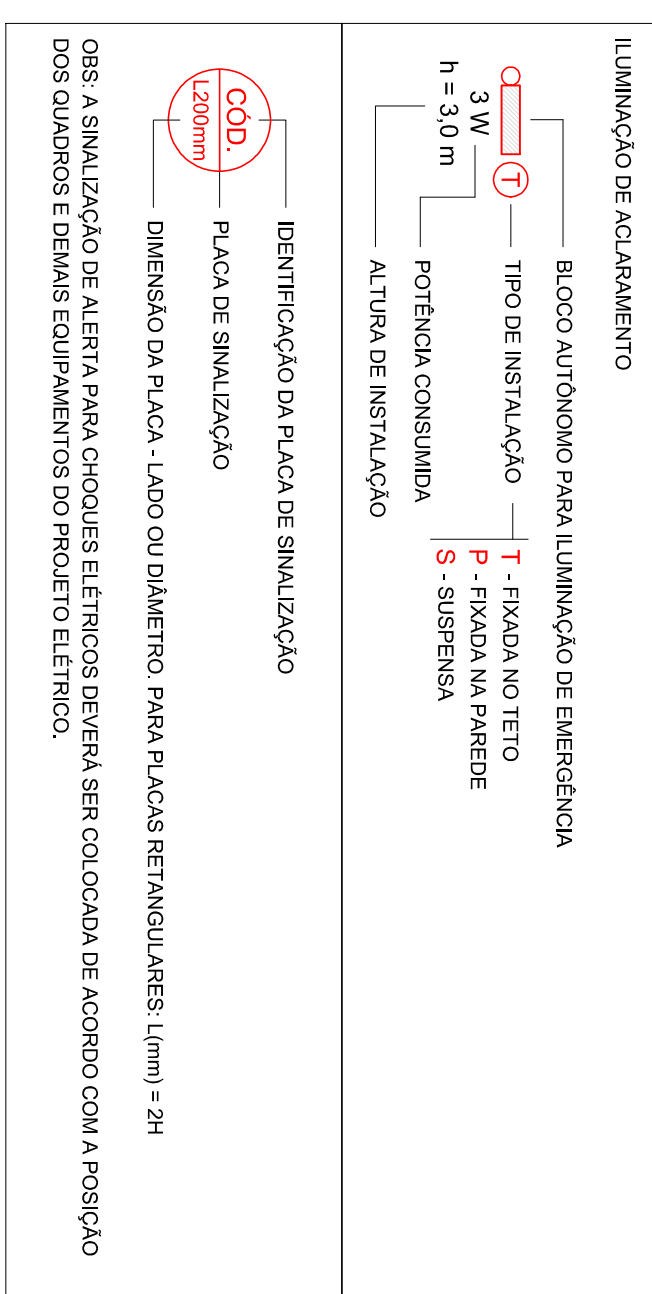 ILUMINAÇÃO DE ACLARAMENTO
BLOCO AUTÔNOMO PARA ILUMINAÇÃO DE EMERGÊNCIA
T
TIPO DE INSTALAÇÃO
T - FIXADA NO TETO
P - FIXADA NA PAREDE
S - SUSPENSA
3 W
h = 3,0 m
POTÊNCIA CONSUMIDA
ALTURA DE INSTALAÇÃO
CÓD.
L200mm
IDENTIFICAÇÃO DA PLACA DE SINALIZAÇÃO
PLACA DE SINALIZAÇÃO
DIMENSÃO DA PLACA - LADO OU DIÂMETRO. PARA PLACAS RETANGULARES: L(mm) = 2H
OBS: A SINALIZAÇÃO DE ALERTA PARA CHOQUES ELÉTRICOS DEVERÁ SER COLOCADA DE ACORDO COM A POSIÇÃO
DOS QUADROS E DEMAIS EQUIPAMENTOS DO PROJETO ELÉTRICO.